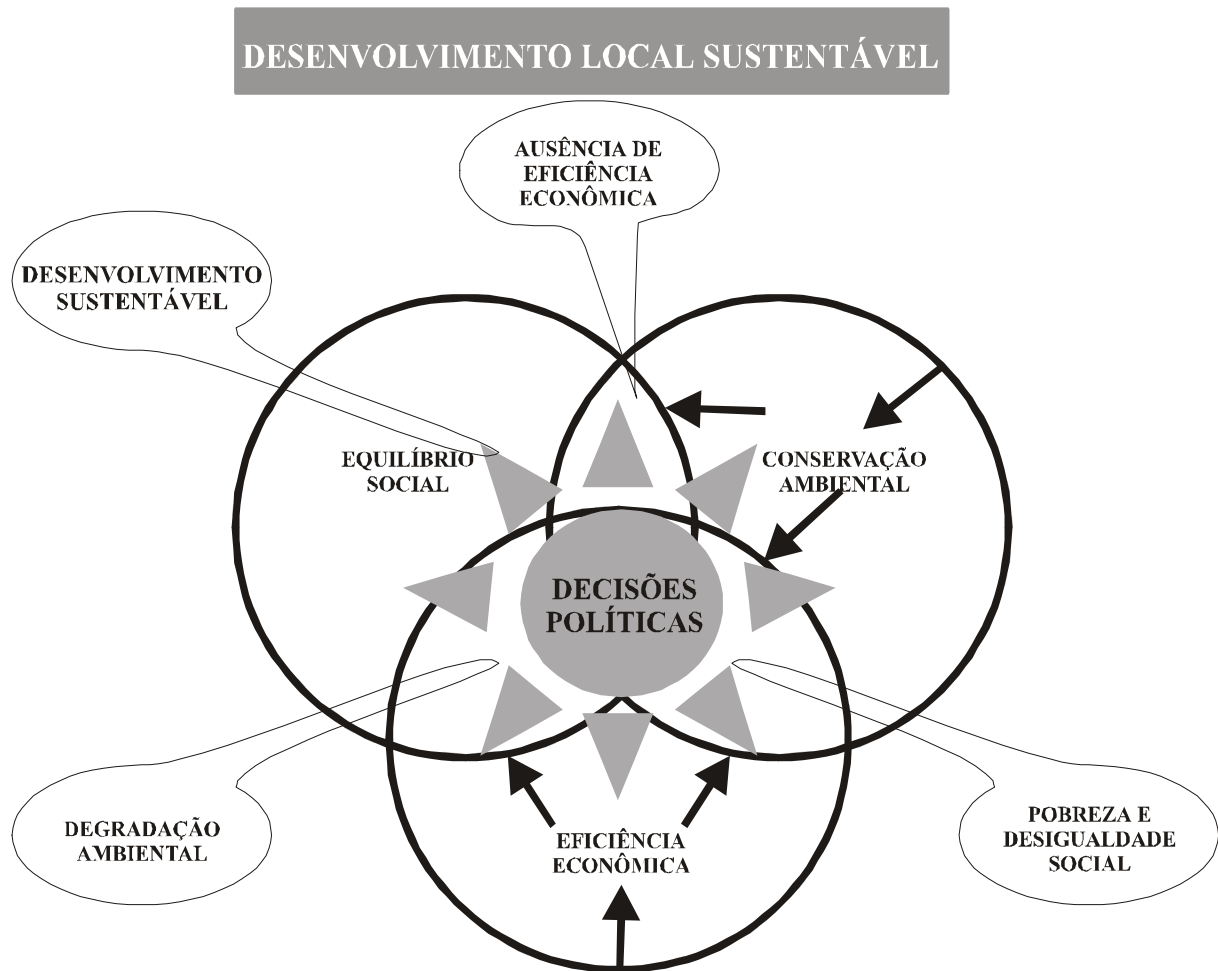 DESENVOLVIMENTO LOCAL SUSTENTÁVEL
AUSÊNCIA DE
EFICIÊNCIA
ECONÔMICA
DESENVOLVIMENTO
SUSTENTÁVEL
EQUILÍBRIO
SOCIAL
CONSERVAÇÃO
AMBIENTAL
DECISÕES
POLÍTICAS
DEGRADAÇÃO
AMBIENTAL
EFICIÊNCIA
ECONÔMICA
POBREZA E
DESIGUALDADE
SOCIAL